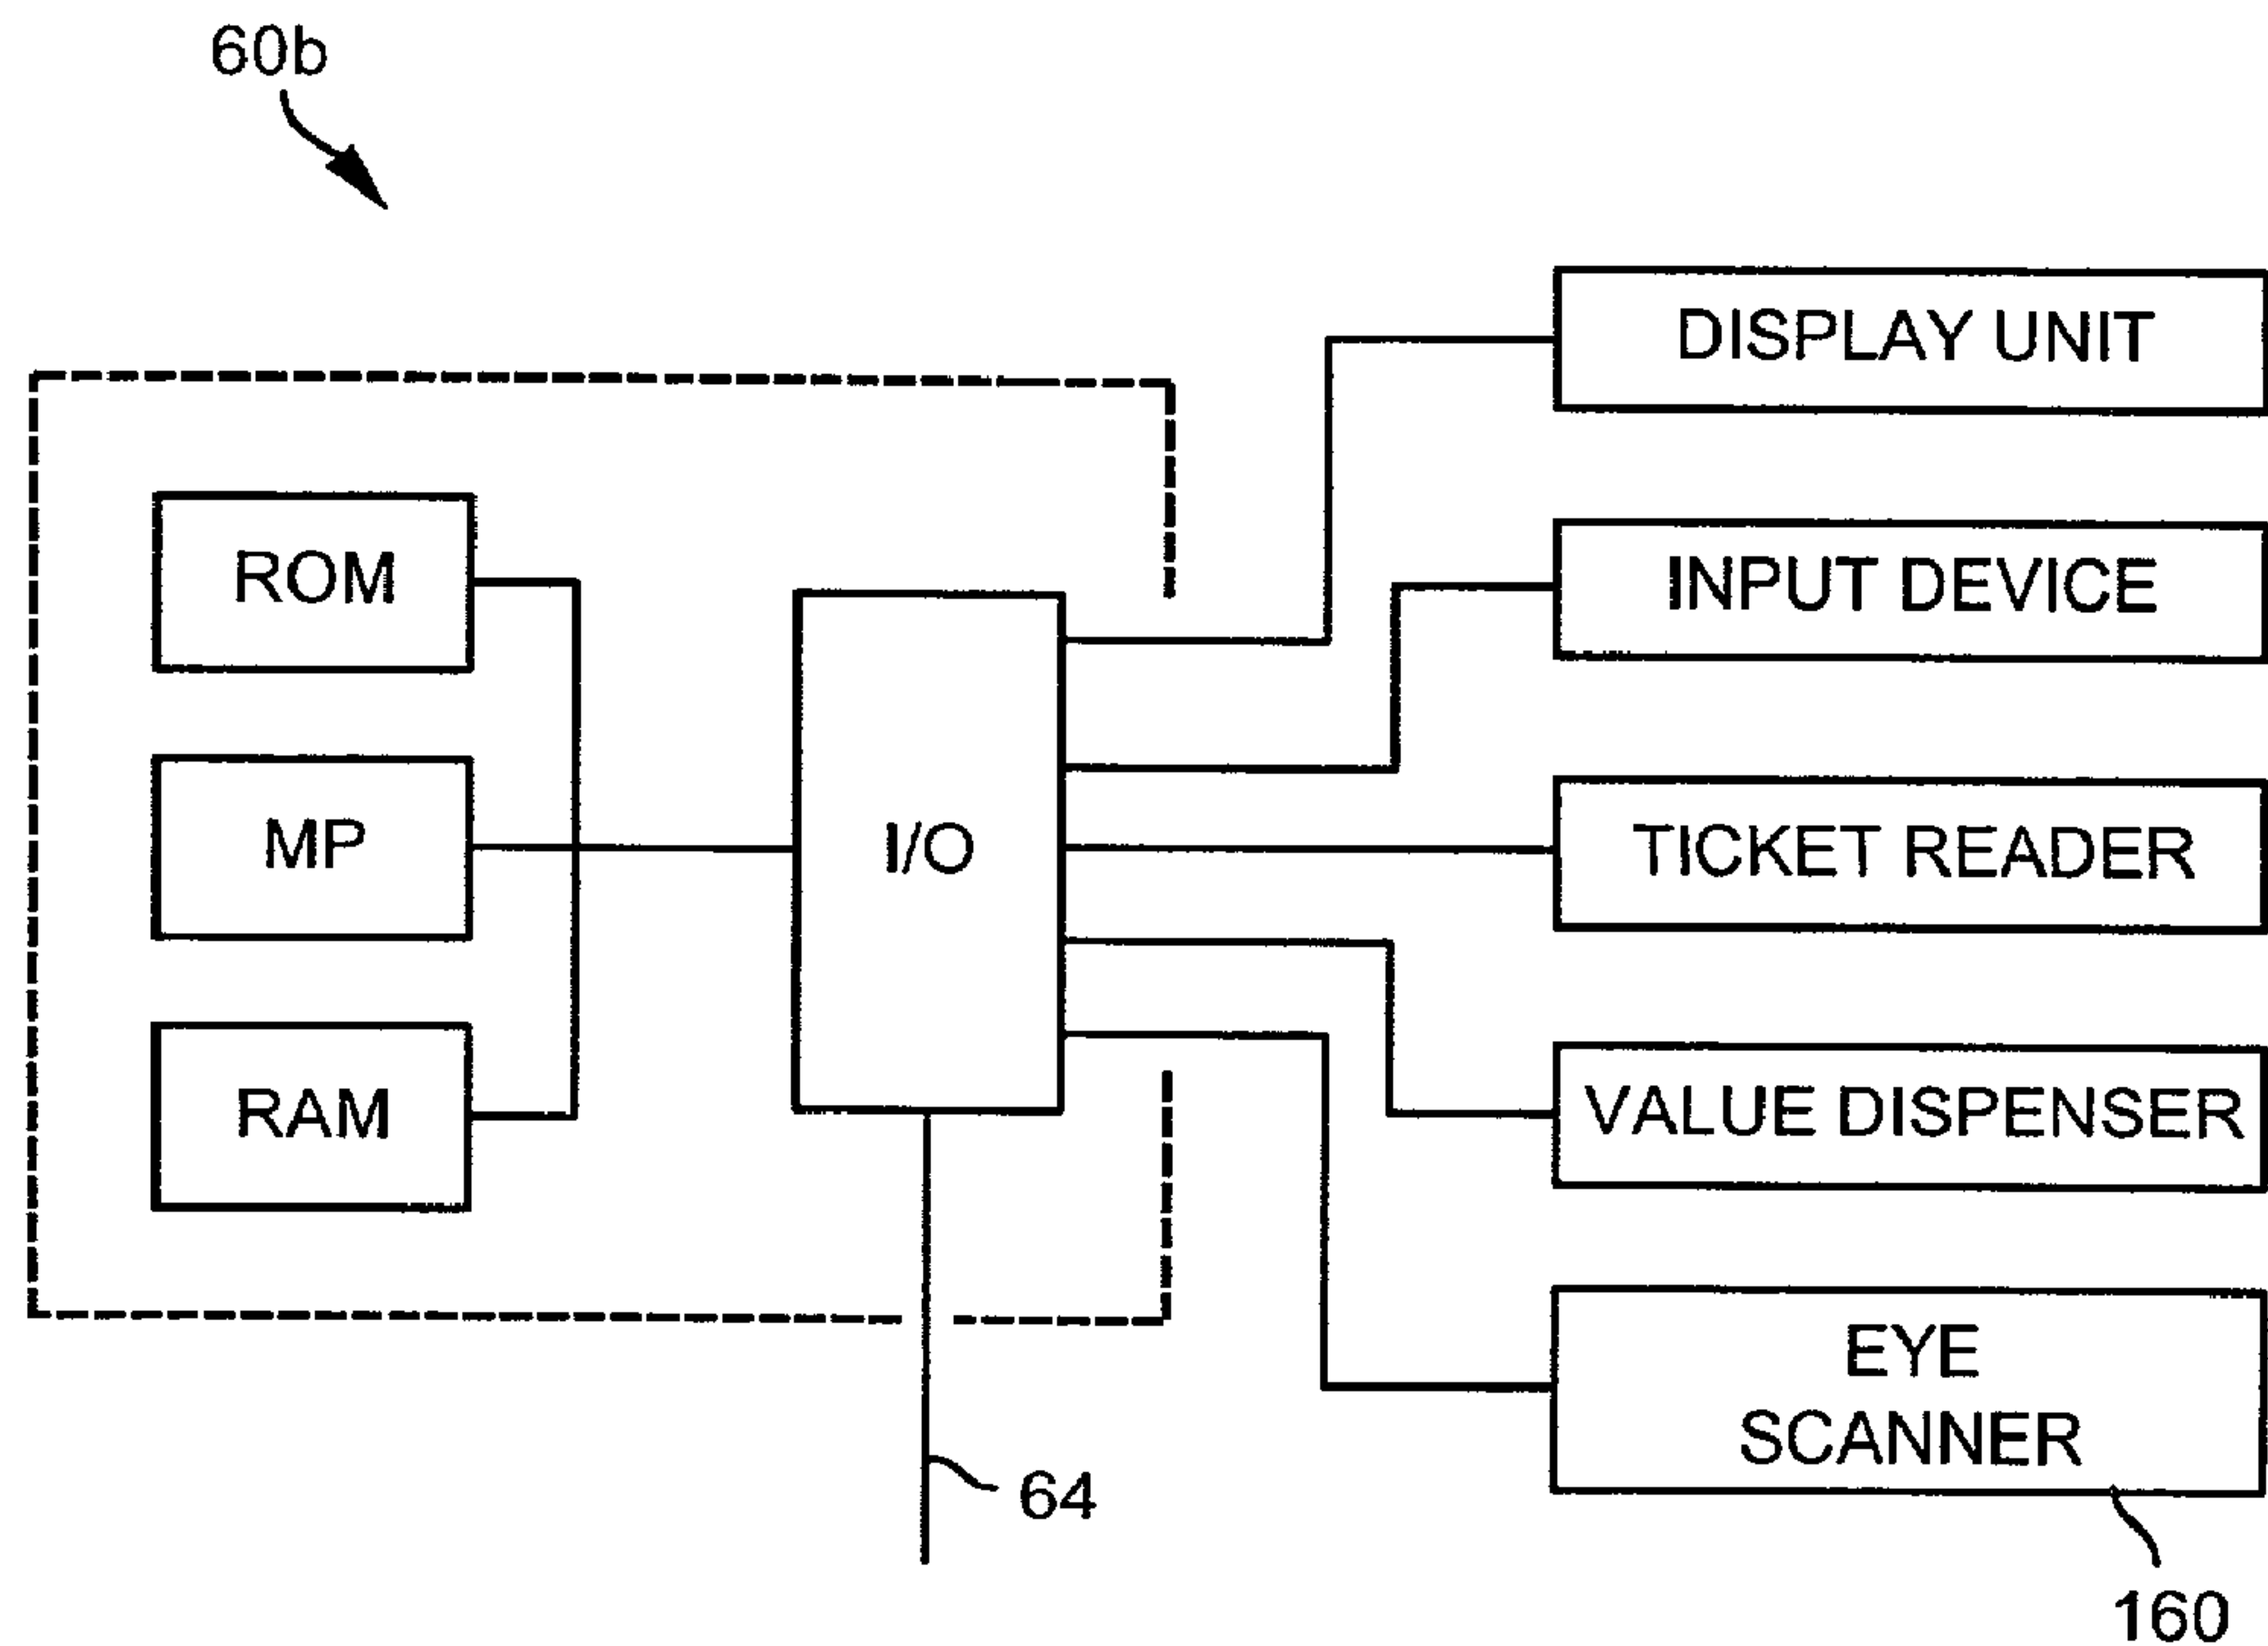 60b
DISPLAY UNIT
ROM
INPUT DEVICE
MP
I/O
TICKET READER
RAM
VALUE DISPENSER
EYE
SCANNER
64
160